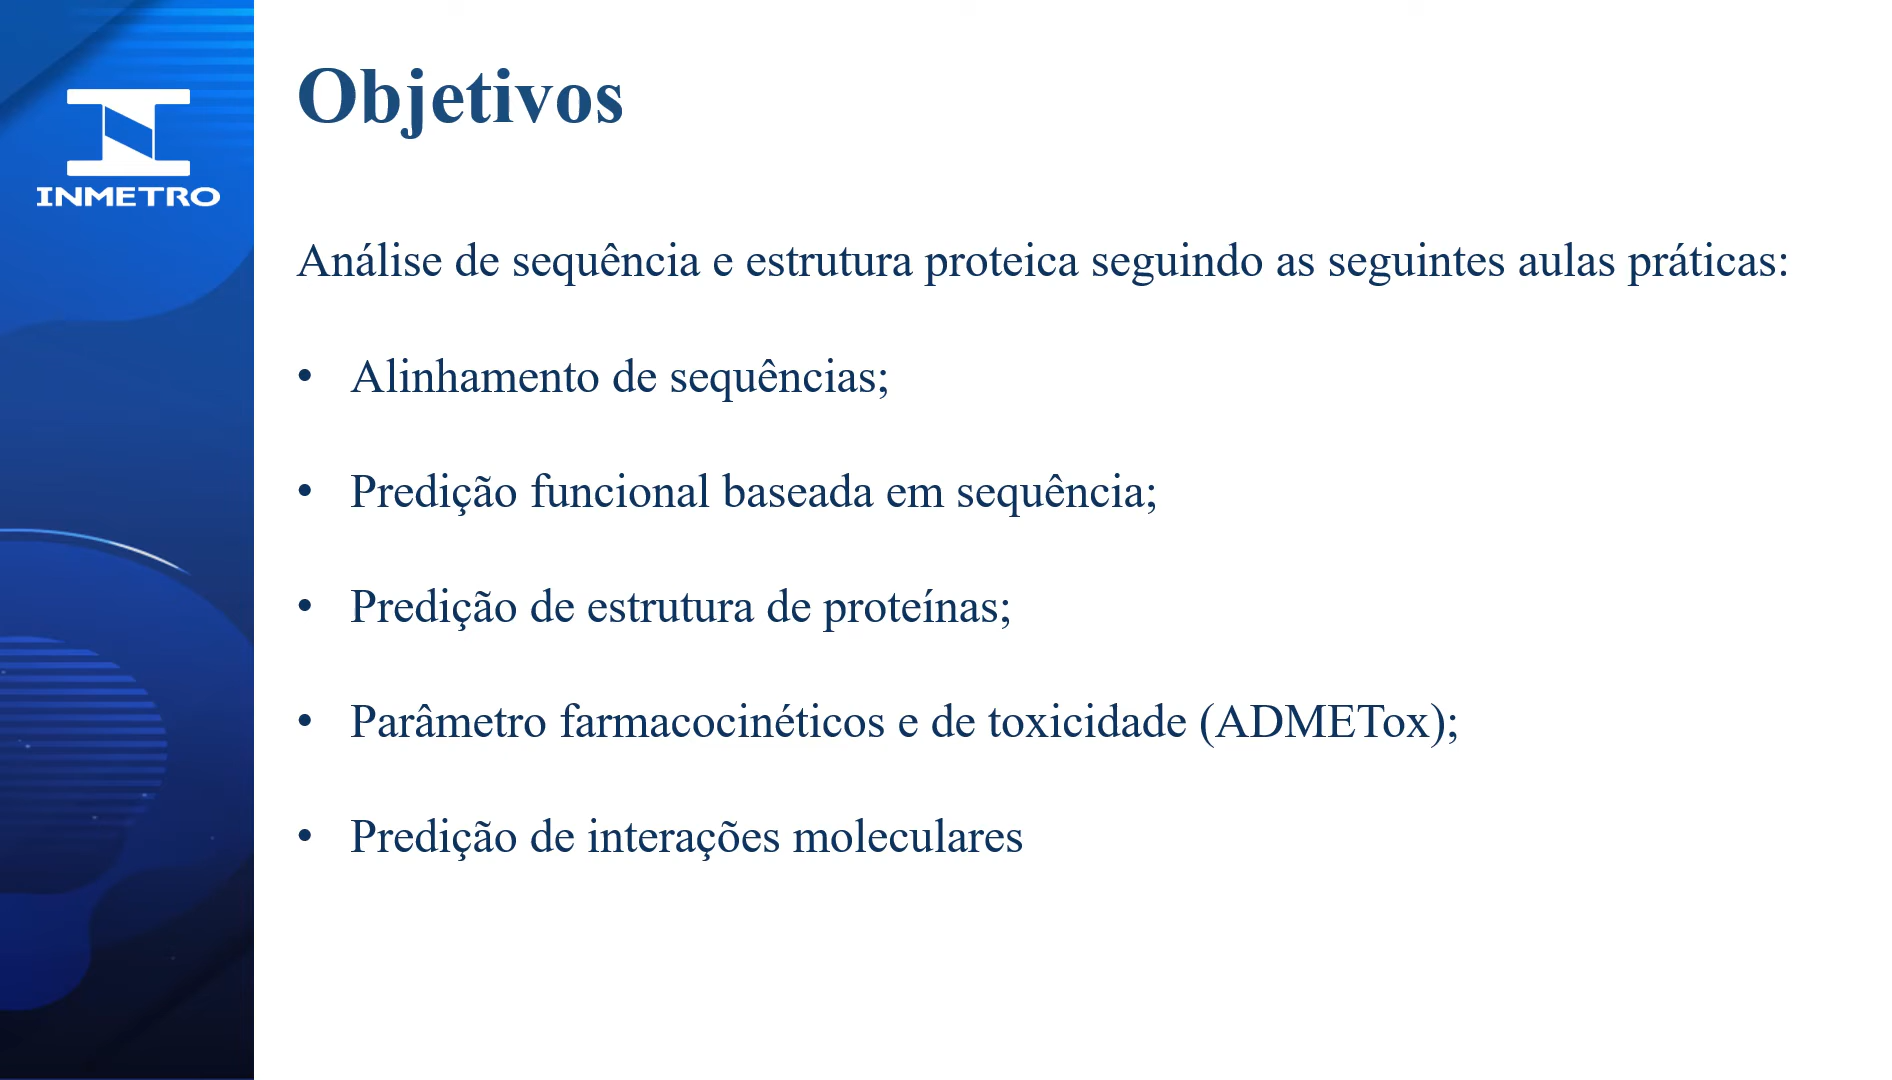 INMETRO
Objetivos
Análise de sequência e estrutura proteica seguindo as seguintes aulas práticas:
• Alinhamento de sequências;
• Predição funcional baseada em sequência;
• Predição de estrutura de proteínas;
• Parâmetro farmacocinéticos e de toxicidade (ADMETox);
• Predição de interações moleculares